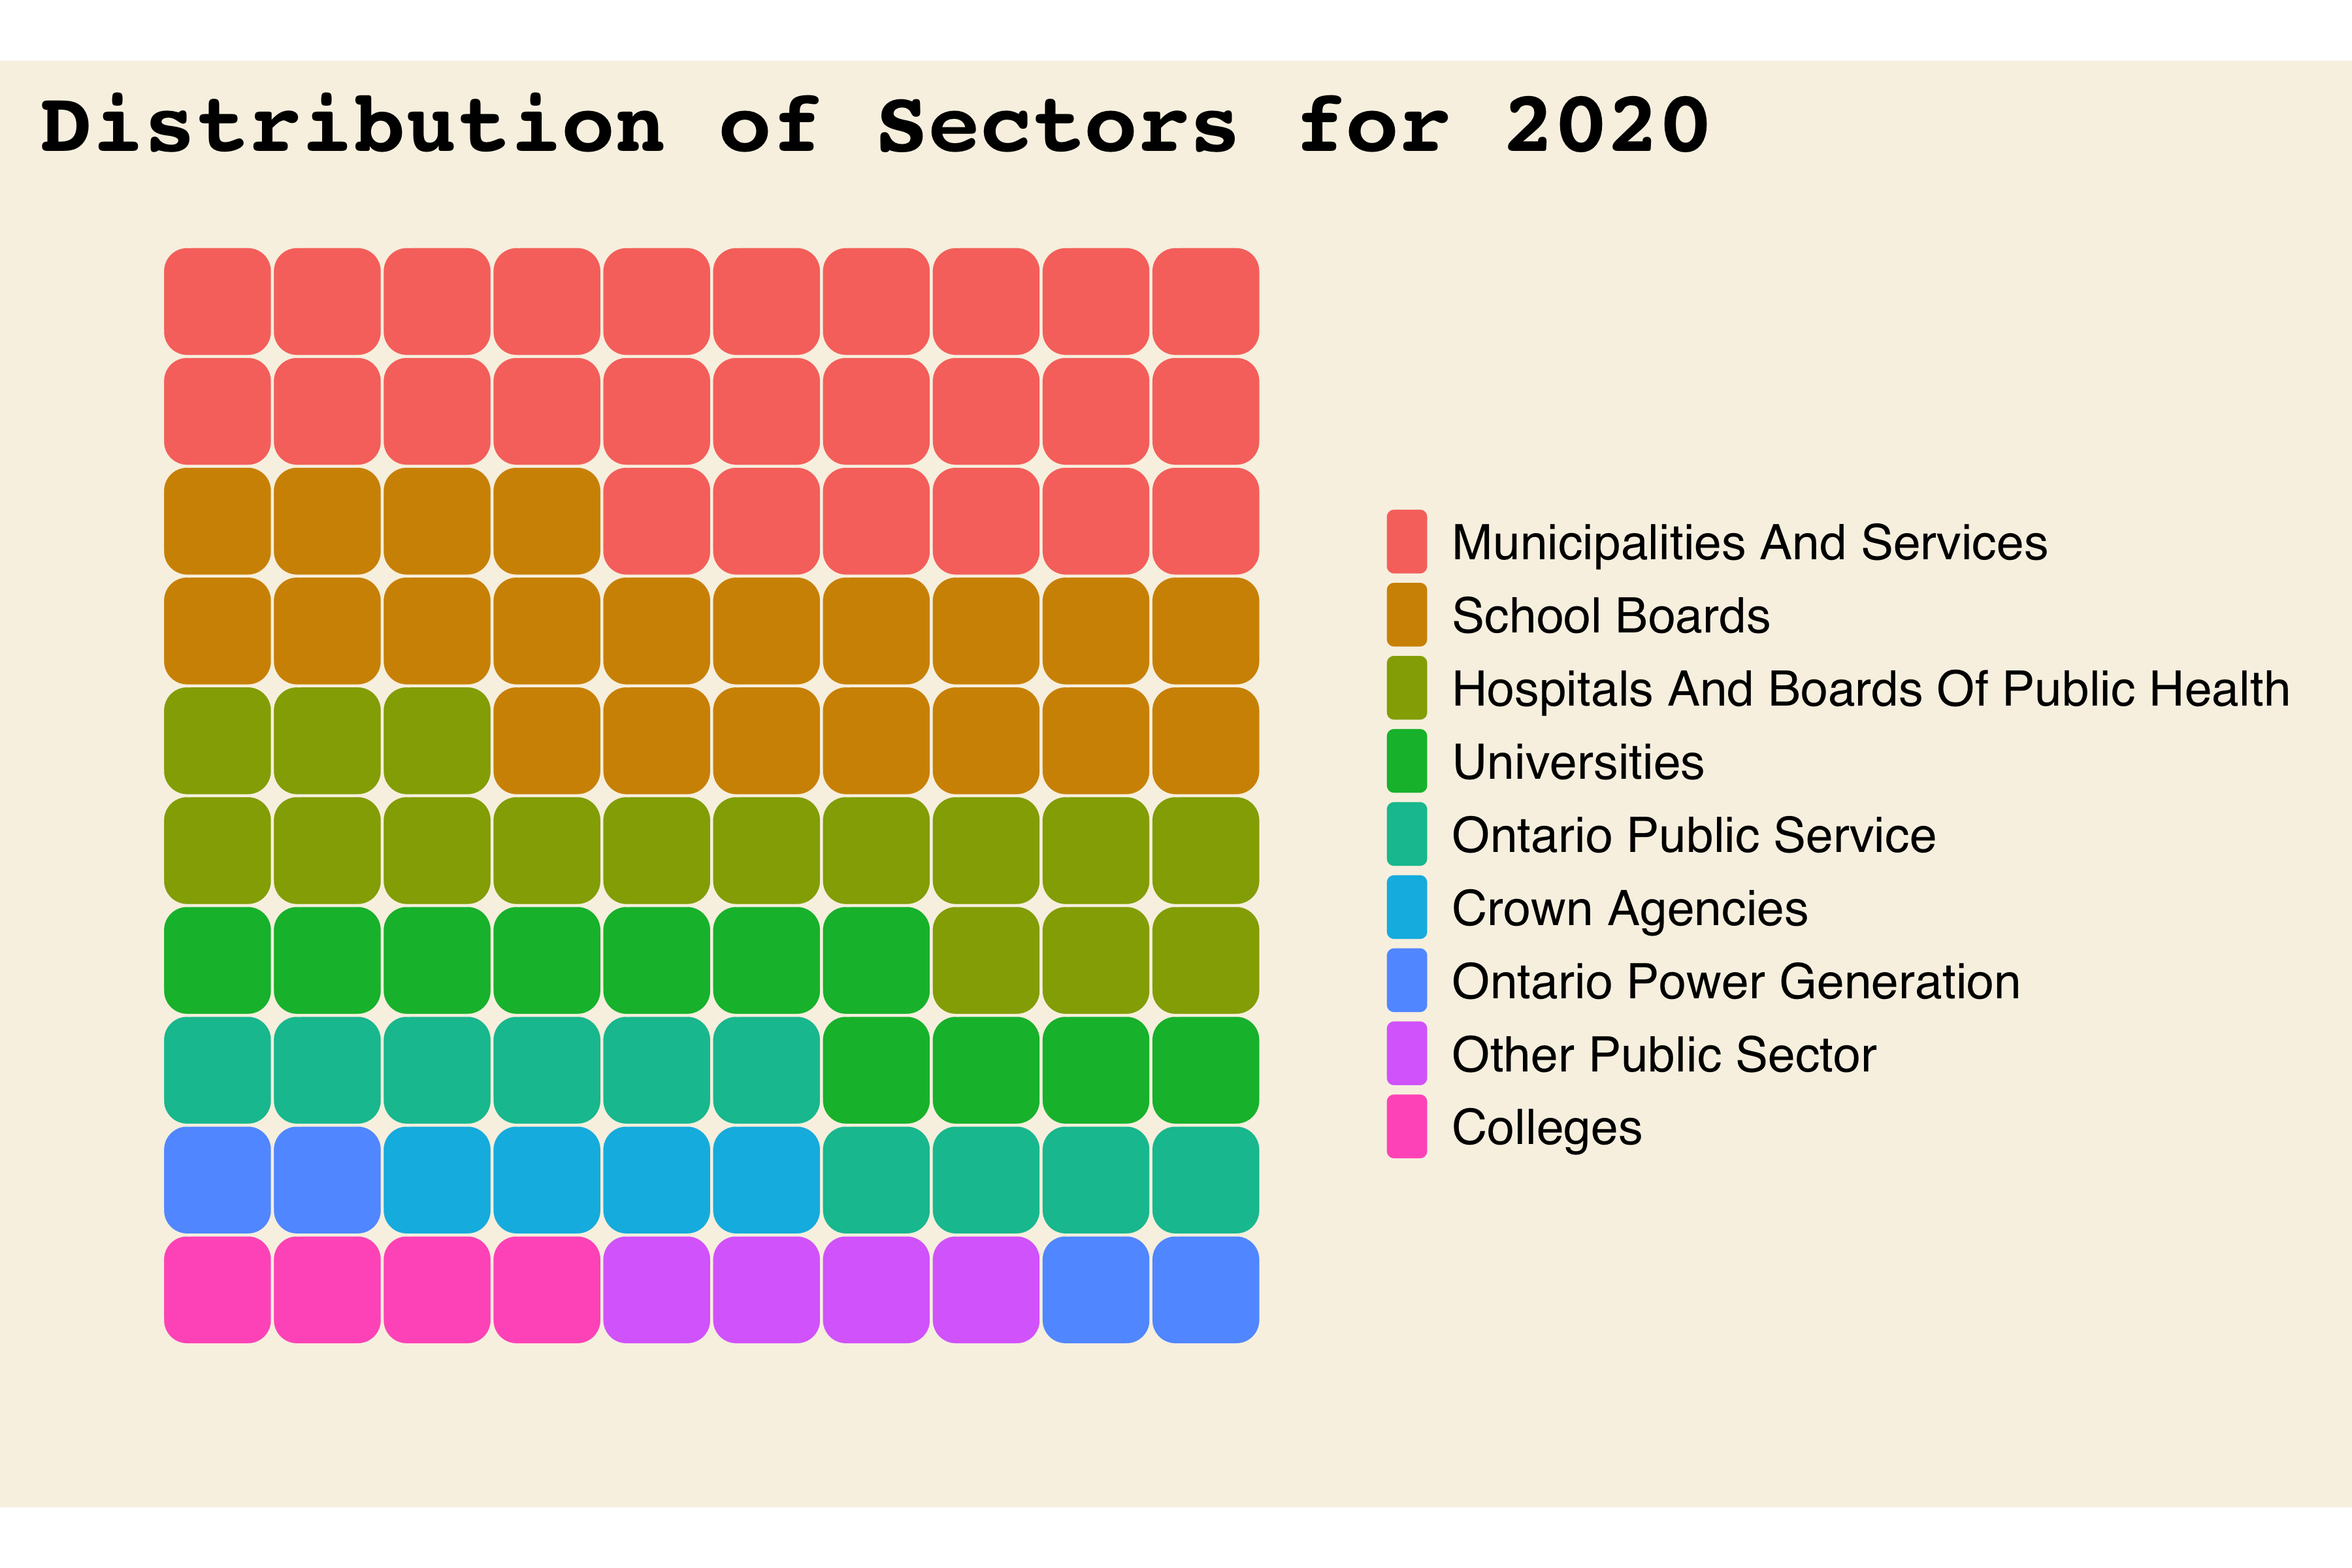 Distribution of Sectors for 2020
Municipalities And Services
School Boards
Hospitals And Boards Of Public Health
Universities
Ontario Public Service
Crown Agencies
Ontario Power Generation
Other Public Sector
Colleges